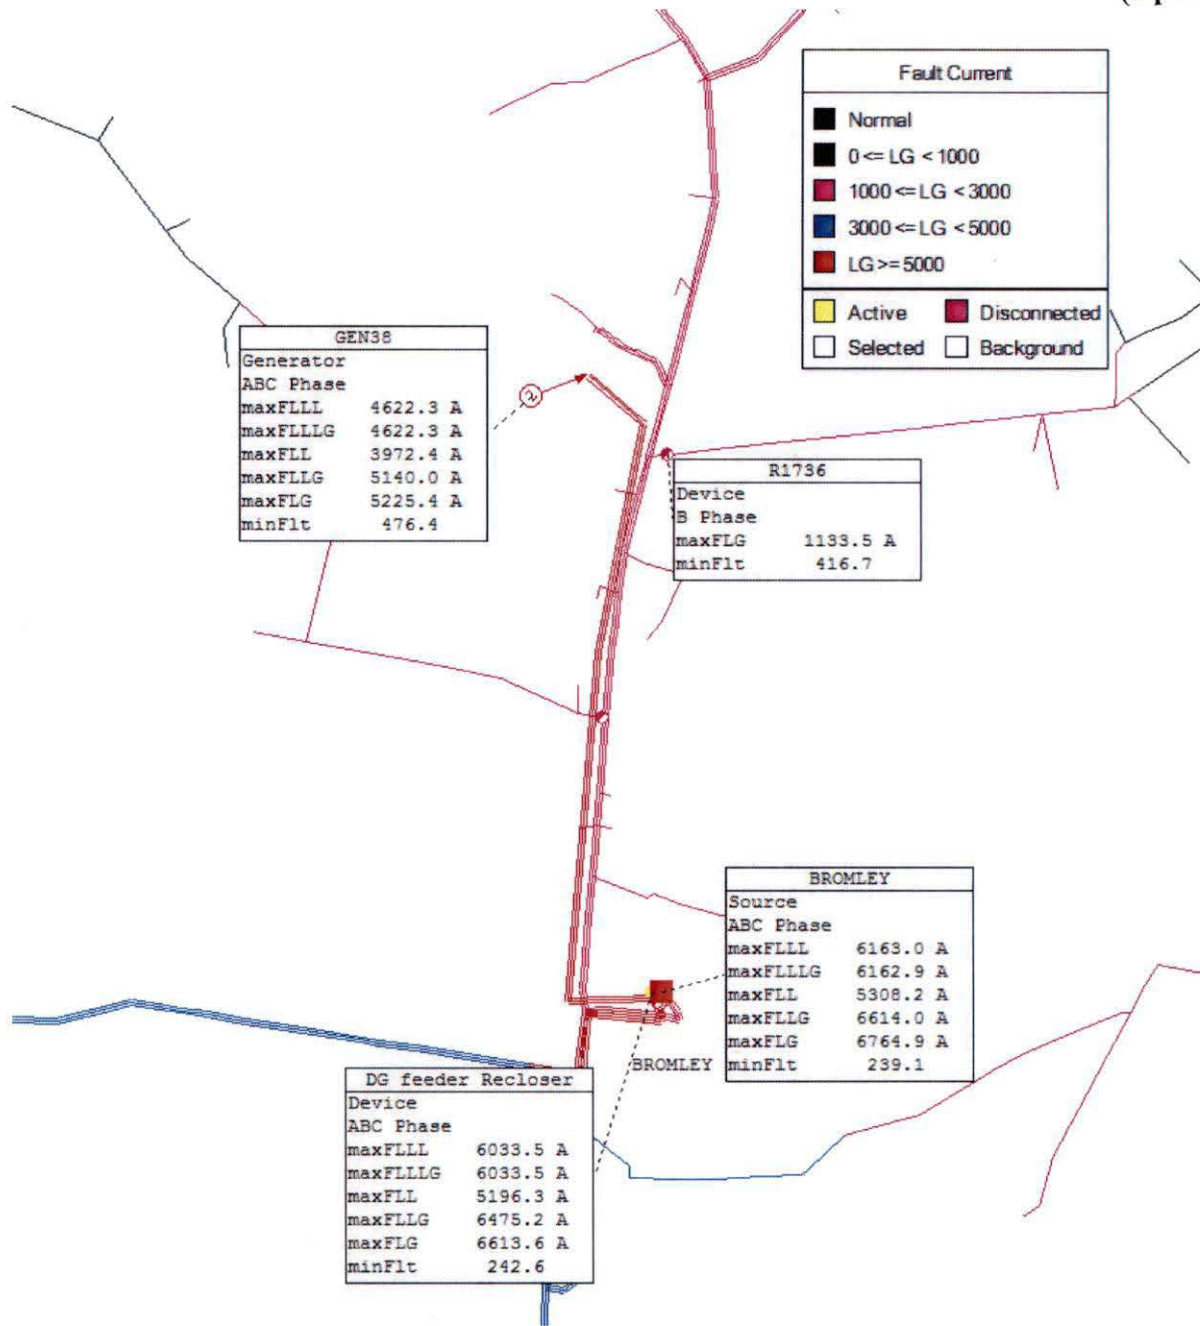 Fault Current
Normal
0 <= LG < 1000
1000 <= LG < 3000
3000 <= LG < 5000
LG >= 5000
Active
Disconnected
Selected
Background
GEN38
Generator
ABC Phase
maxFLLL 4622.3 A
maxFLLLG 4622.3 A
maxFLL 3972.4 A
maxFLLG 5140.0 A
maxFLG 5225.4 A
minFlt 476.4
R1736
Device
B Phase
maxFLG 1133.5 A
minFlt 416.7
BROMLEY
Source
ABC Phase
maxFLLL 6163.0 A
maxFLLLG 6162.9 A
maxFLL 5308.2 A
maxFLLG 6614.0 A
maxFLG 6764.9 A
minFlt 239.1
BROMLEY
DG feeder Recloser
Device
ABC Phase
maxFLLL 6033.5 A
maxFLLLG 6033.5 A
maxFLL 5196.3 A
maxFLLG 6475.2 A
maxFLG 6613.6 A
minFlt 242.6